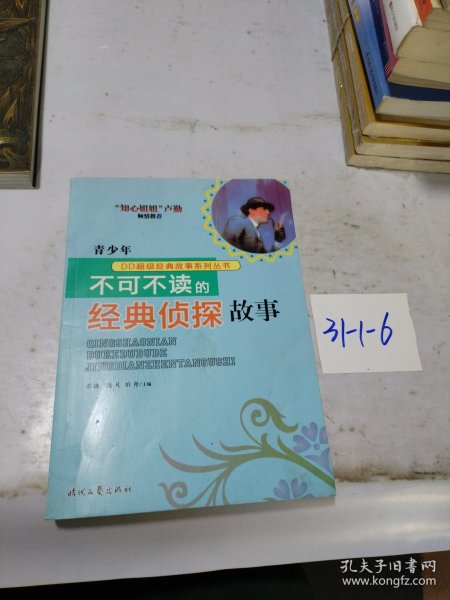 “知心姐姐”卢勤
倾情推荐
青少年
DD超级经典故事系列丛书
不可不读的
经典侦探故事
QINGSHAONIAN
BUKEBUDUDE
JINGDIANZHENTANGUSHI
主编
时代文艺出版社
31-1-6
孔夫子旧书网
www.kongfz.com